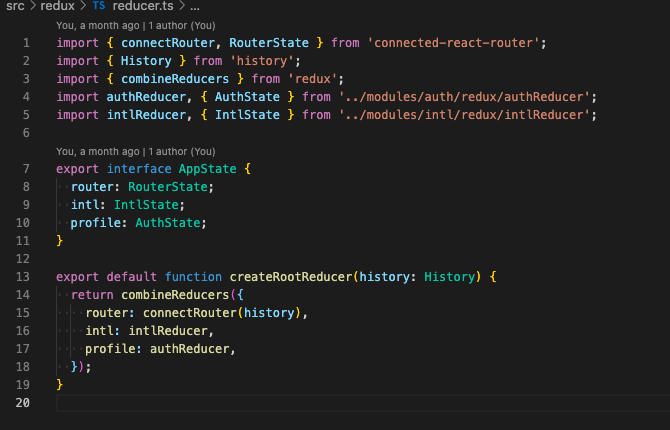 src > redux > TS reducer.ts > ...
You, a month ago | 1 author (You)
1 import { connectRouter, RouterState } from 'connected-react-router';
2 import { History } from 'history';
3 import { combineReducers } from 'redux';
4 import authReducer, { AuthState } from '../modules/auth/redux/authReducer';
5 import intlReducer, { IntlState } from '../modules/intl/redux/intlReducer';
6
You, a month ago | 1 author (You)
7 export interface AppState {
8   router: RouterState;
9   intl: IntlState;
10   profile: AuthState;
11 }
12
13 export default function createRootReducer(history: History) {
14   return combineReducers({
15     router: connectRouter(history),
16     intl: intlReducer,
17     profile: authReducer,
18   });
19 }
20